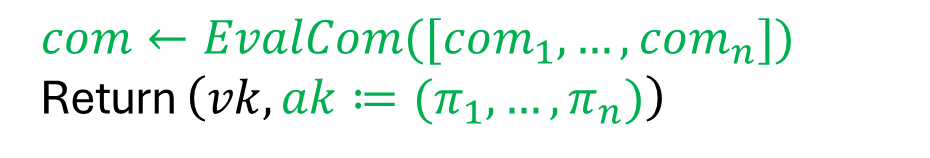 com ← EvalCom([com₁, … , comₙ])
Return (vk, ak ≔ (π₁, … , πₙ))